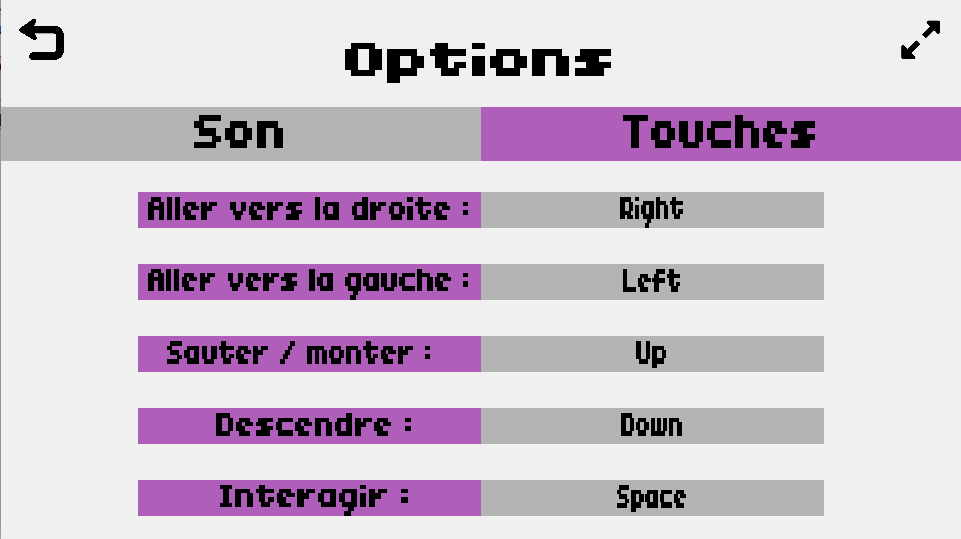 Options
Son Touches
Aller vers la droite : Right
Aller vers la gauche : Left
Sauter / monter : Up
Descendre : Down
Interagir : Space